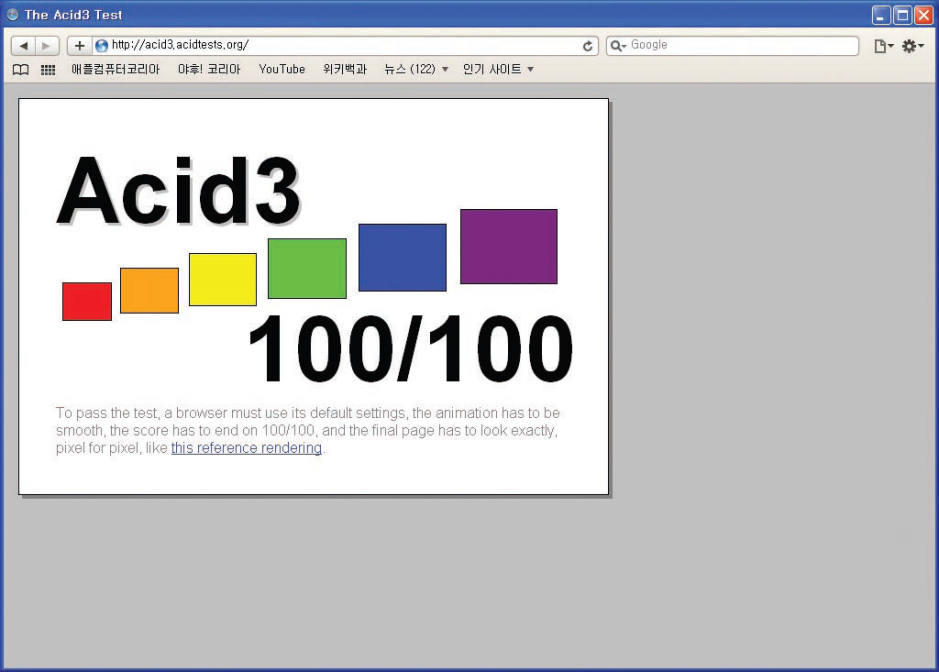 The Acid3 Test
http://acid3.acidtests.org/
Google
애플컴퓨터코리아 야후! 코리아 YouTube 위키백과 뉴스 (122) 인기 사이트
Acid3
100/100
To pass the test, a browser must use its default settings, the animation has to be
smooth, the score has to end on 100/100, and the final page has to look exactly,
pixel for pixel, like this reference rendering.